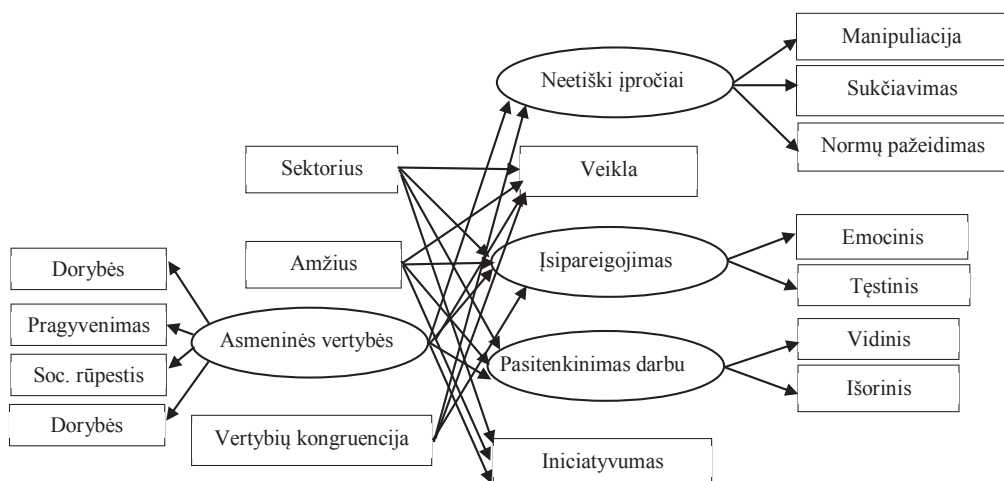 Manipuliacija
Neetiški įpročiai
Sukčiavimas
Normų pažeidimas
Sektorius
Veikla
Emocinis
Amžius
Įsipareigojimas
Dorybės
Tęstinis
Pragyvenimas
Asmeninės vertybės
Vidinis
Pasitenkinimas darbu
Soc. rūpestis
Išorinis
Dorybės
Vertybių kongruencija
Iniciatyvumas